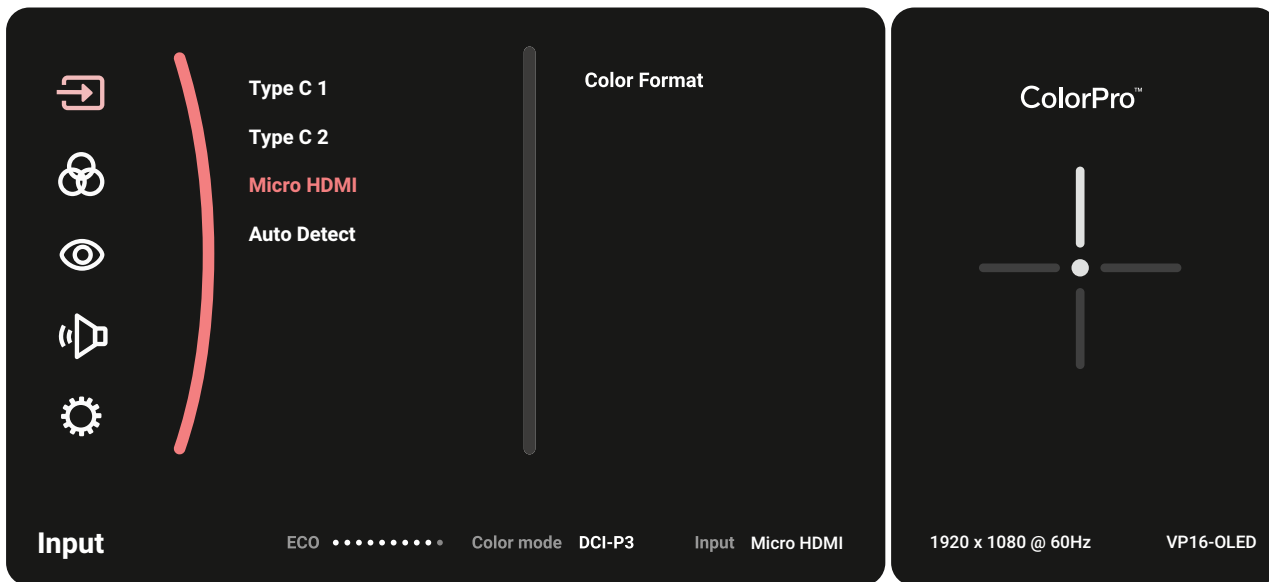 Type C 1
Type C 2
Micro HDMI
Auto Detect
Color Format
Input
ECO
Color mode DCI-P3
Input Micro HDMI
ColorPro™
1920 x 1080 @ 60Hz
VP16-OLED